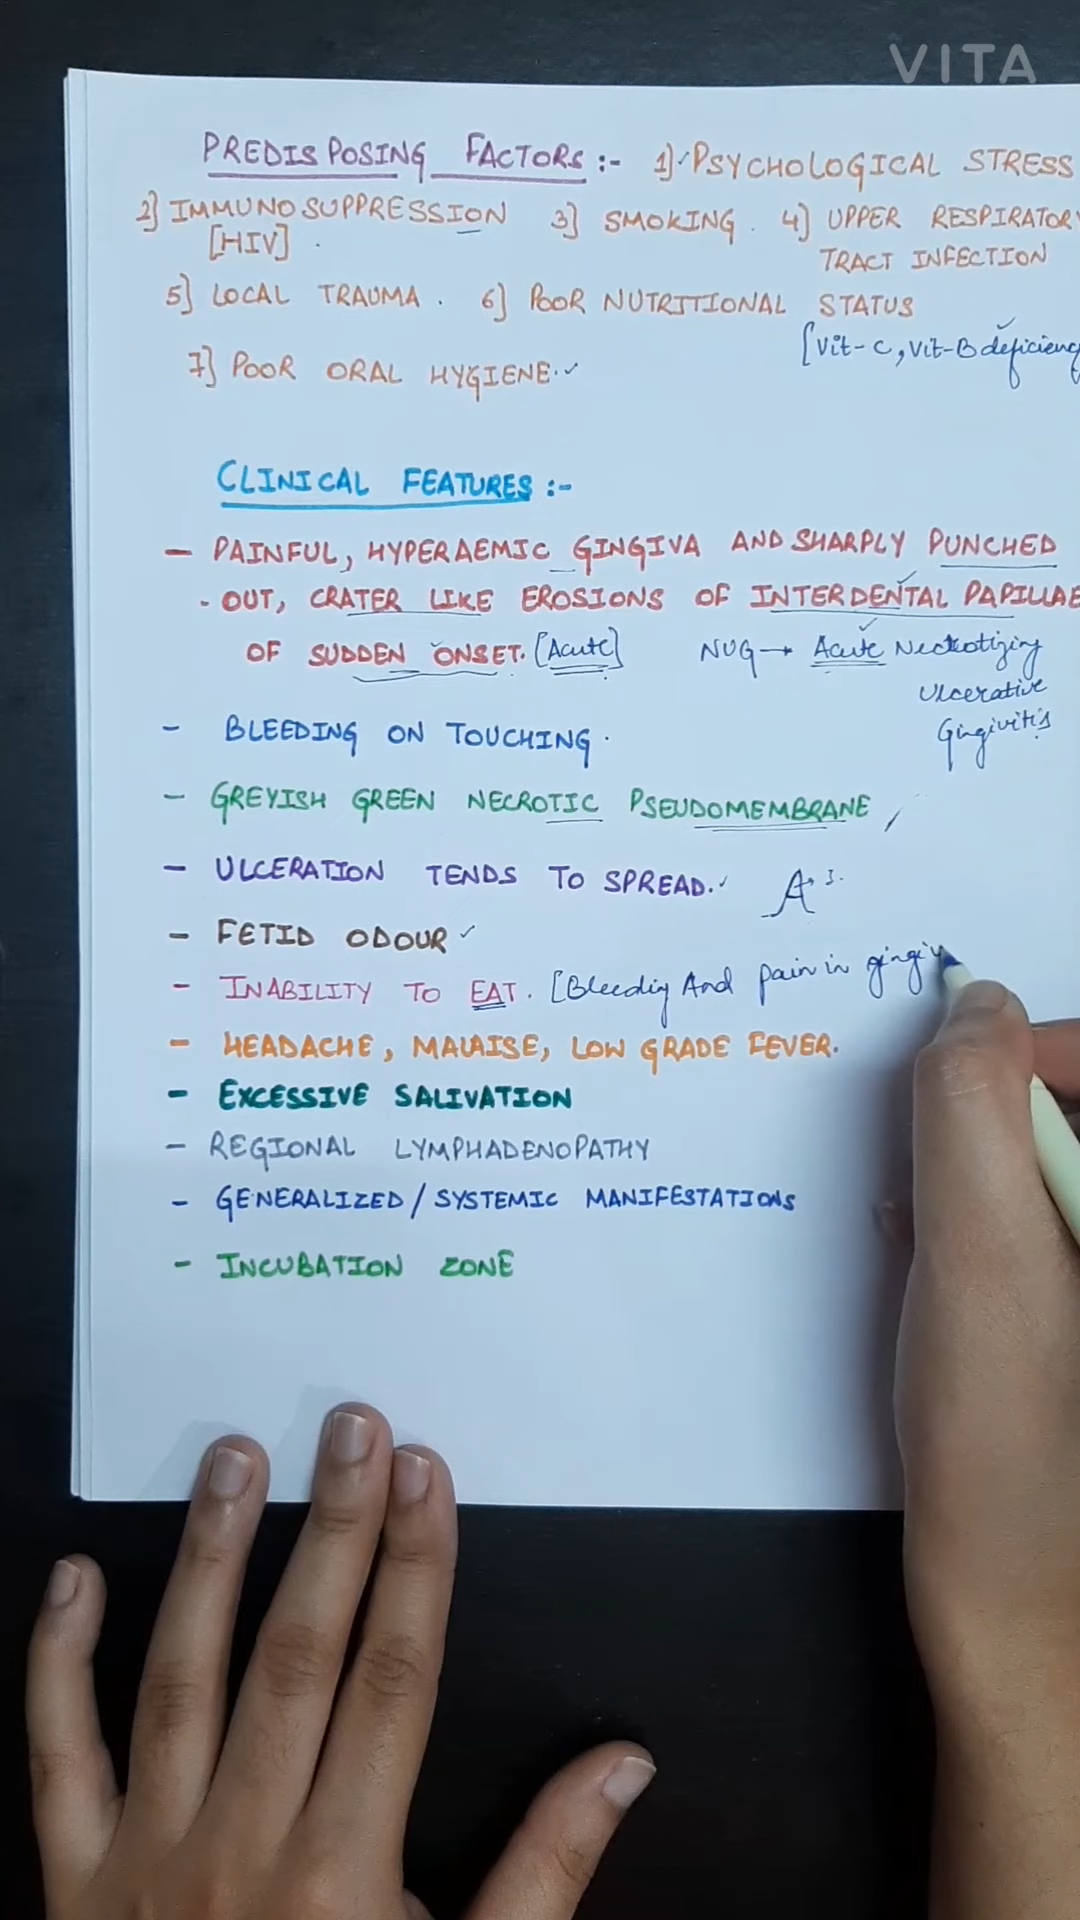 VITA
PREDISPOSING FACTORS :- 1] PSYCHOLOGICAL STRESS
2] IMMUNOSUPPRESSION 3] SMOKING. 4] UPPER RESPIRATORY
[HIV] . TRACT INFECTION
5] LOCAL TRAUMA . 6] POOR NUTRITIONAL STATUS
[Vit-C, Vit-B deficiency
7] POOR ORAL HYGIENE.
CLINICAL FEATURES :-
- PAINFUL, HYPERAEMIC GINGIVA AND SHARPLY PUNCHED
- OUT, CRATER LIKE EROSIONS OF INTERDENTAL PAPILLAE
OF SUDDEN ONSET. [Acute] NUG → Acute Necrotizing
Ulcerative
Gingivitis
- BLEEDING ON TOUCHING.
- GREYISH GREEN NECROTIC PSEUDOMEMBRANE
- ULCERATION TENDS TO SPREAD.
- FETID ODOUR
- INABILITY TO EAT. [Bleeding And pain in gingiv
- HEADACHE, MALAISE, LOW GRADE FEVER.
- EXCESSIVE SALIVATION
- REGIONAL LYMPHADENOPATHY
- GENERALIZED/SYSTEMIC MANIFESTATIONS
- INCUBATION ZONE